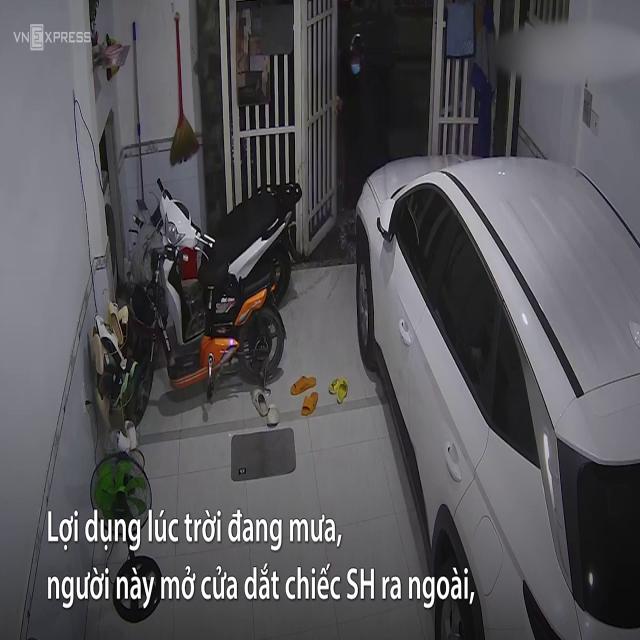 VNEXPRESS
Lợi dụng lúc trời đang mưa,
người này mở cửa dắt chiếc SH ra ngoài,